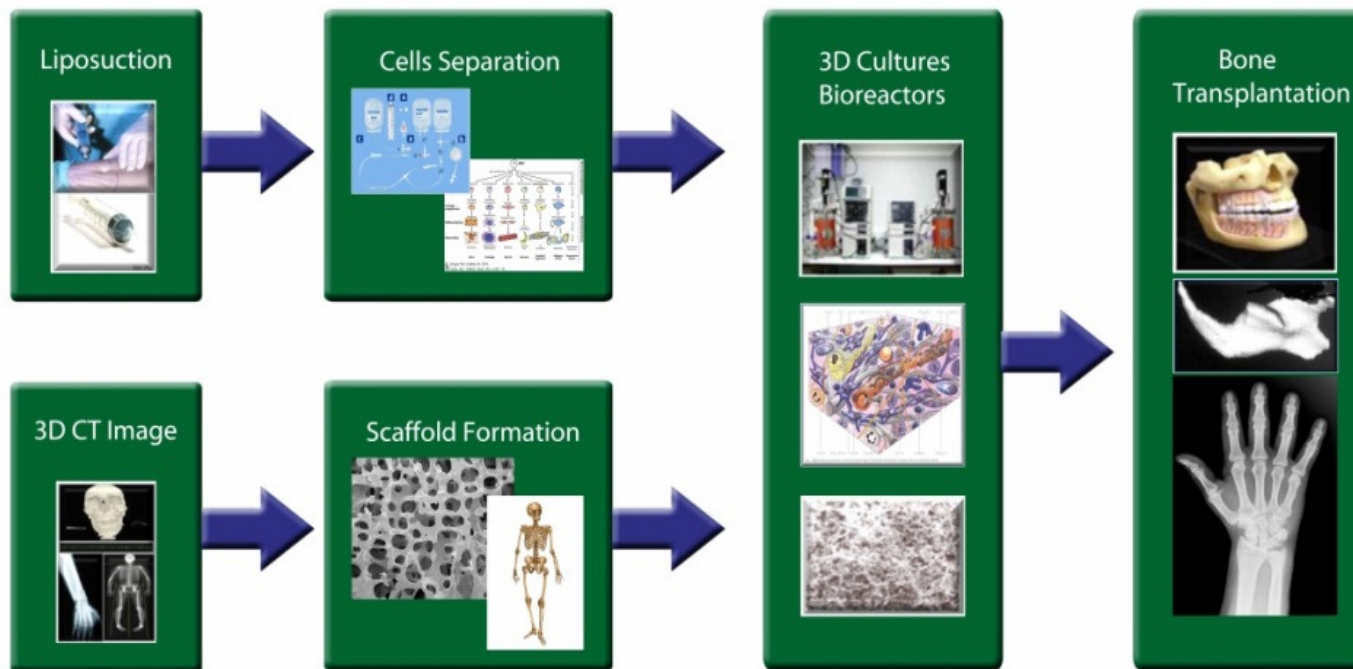 Liposuction
Cells Separation
3D Cultures
Bioreactors
Bone
Transplantation
3D CT Image
Scaffold Formation